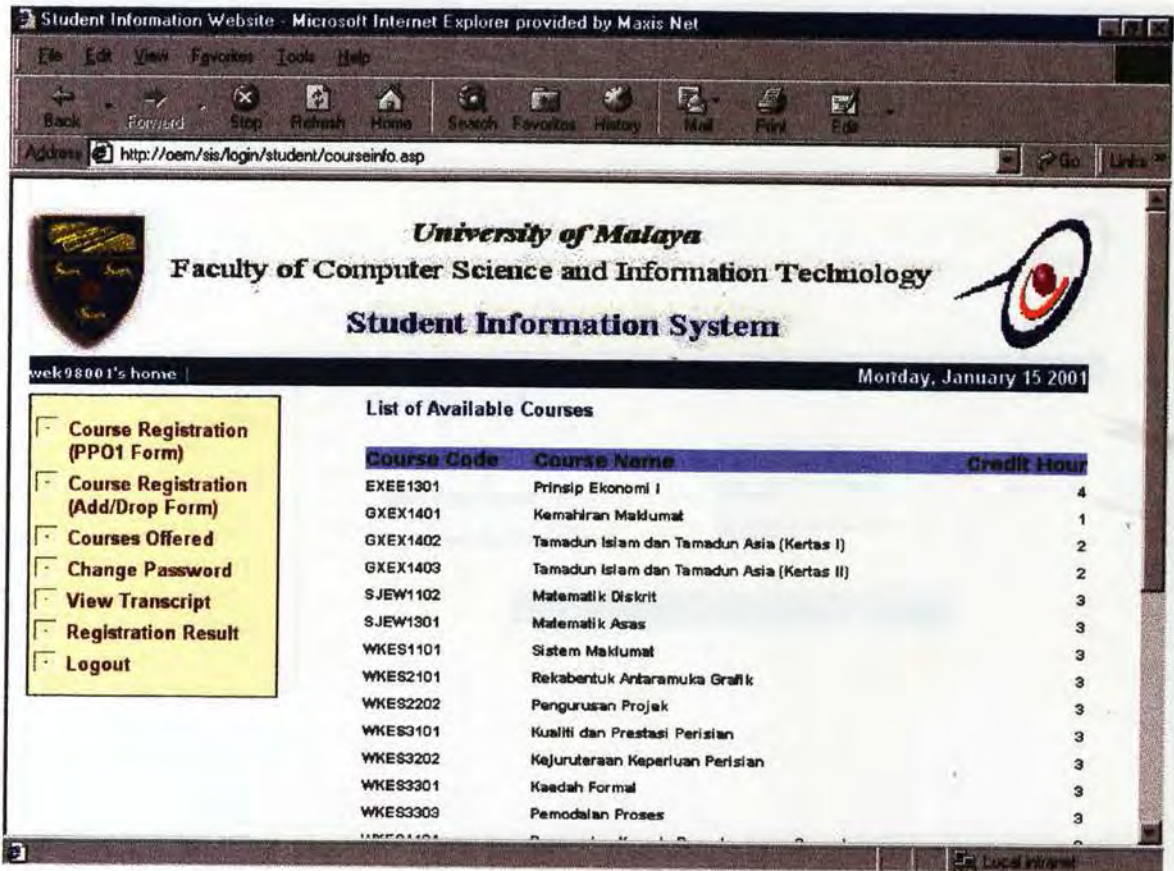 Student Information Website - Microsoft Internet Explorer provided by Maxis Net
File Edit View Favorites Tools Help
Back Forward Stop Refresh Home Search Favorites History Mail Print Edit
Address http://oem/sis/login/student/courseinfo.asp Go Links »
University of Malaya
Faculty of Computer Science and Information Technology
Student Information System
wek98001's home | Monday, January 15 2001
Course Registration
(PPO1 Form)
Course Registration
(Add/Drop Form)
Courses Offered
Change Password
View Transcript
Registration Result
Logout
List of Available Courses
Course Code Course Name Credit Hour
EXEE1301 Prinsip Ekonomi I 4
GXEX1401 Kemahiran Maklumat 1
GXEX1402 Tamadun Islam dan Tamadun Asia (Kertas I) 2
GXEX1403 Tamadun Islam dan Tamadun Asia (Kertas II) 2
SJEW1102 Matematik Diskrit 3
SJEW1301 Matematik Asas 3
WKES1101 Sistem Maklumat 3
WKES2101 Rekabentuk Antaramuka Grafik 3
WKES2202 Pengurusan Projek 3
WKES3101 Kualiti dan Prestasi Perisian 3
WKES3202 Kejuruteraan Keperluan Perisian 3
WKES3301 Kaedah Formal 3
WKES3303 Pemodalan Proses 3
Local intranet